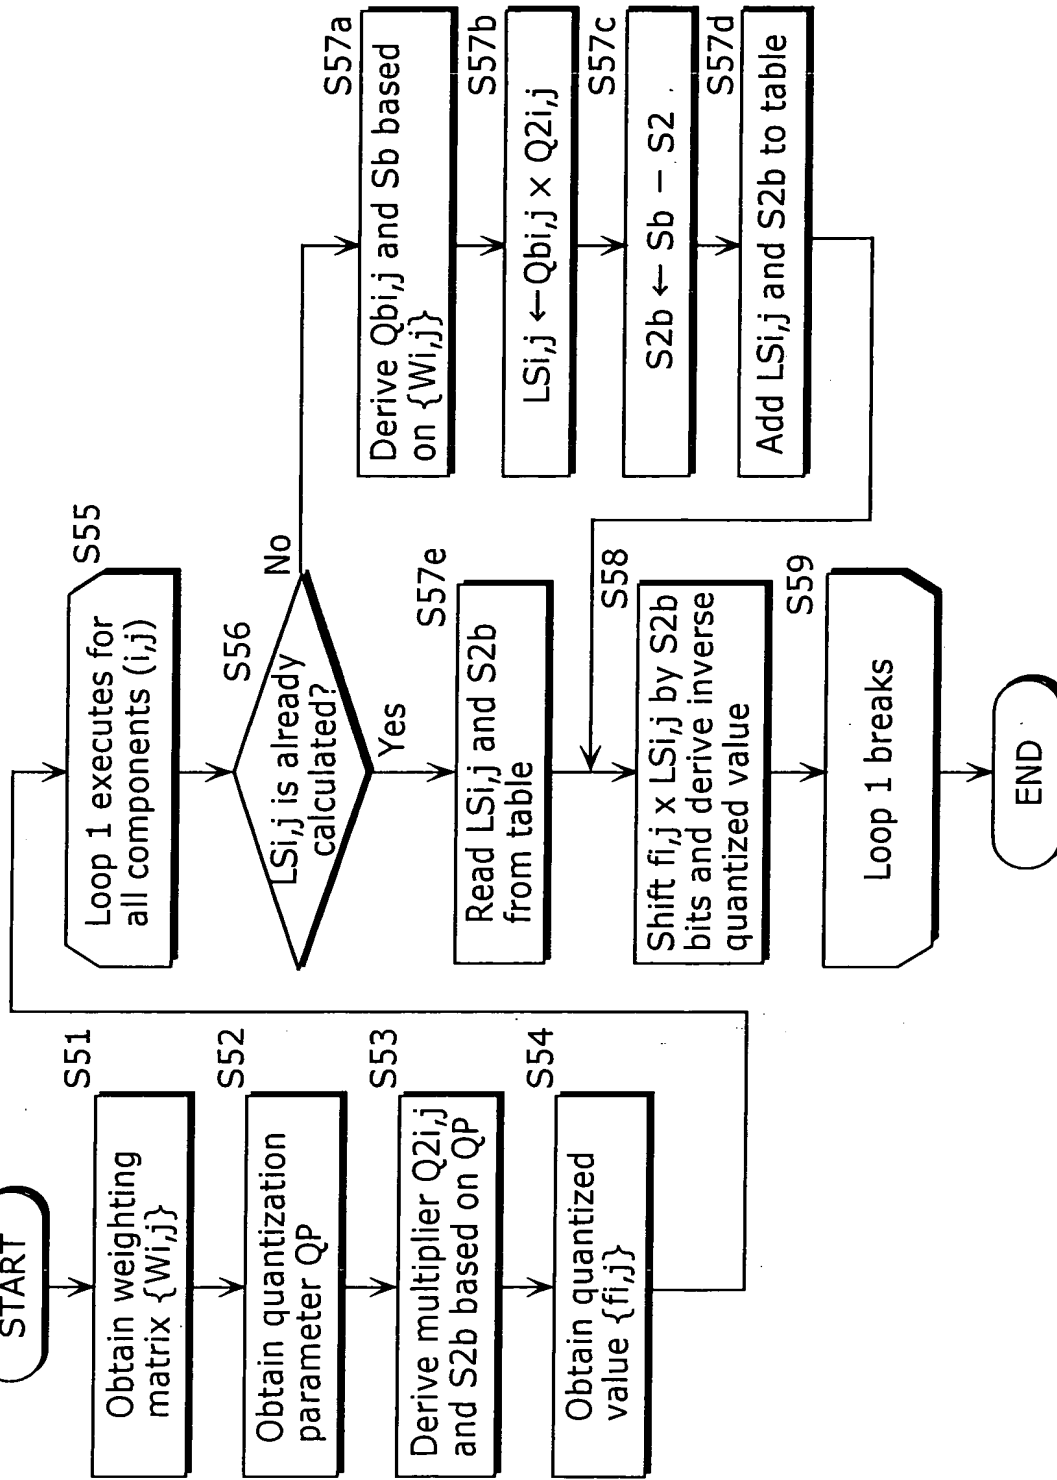 START
S51
Obtain weighting
matrix {Wi,j}
S52
Obtain quantization
parameter QP
S53
Derive multiplier Q2i,j
and S2b based on QP
S54
Obtain quantized
value {fi,j}
S55
Loop 1 executes for
all components (i,j)
S56
LSi,j is already
calculated?
No
Yes
S57a
Derive Qbi,j and Sb based
on {Wi,j}
S57b
LSi,j ← Qbi,j x Q2i,j
S57c
S2b ← Sb − S2
S57d
Add LSi,j and S2b to table
S57e
Read LSi,j and S2b
from table
S58
Shift fi,j x LSi,j by S2b
bits and derive inverse
quantized value
S59
Loop 1 breaks
END